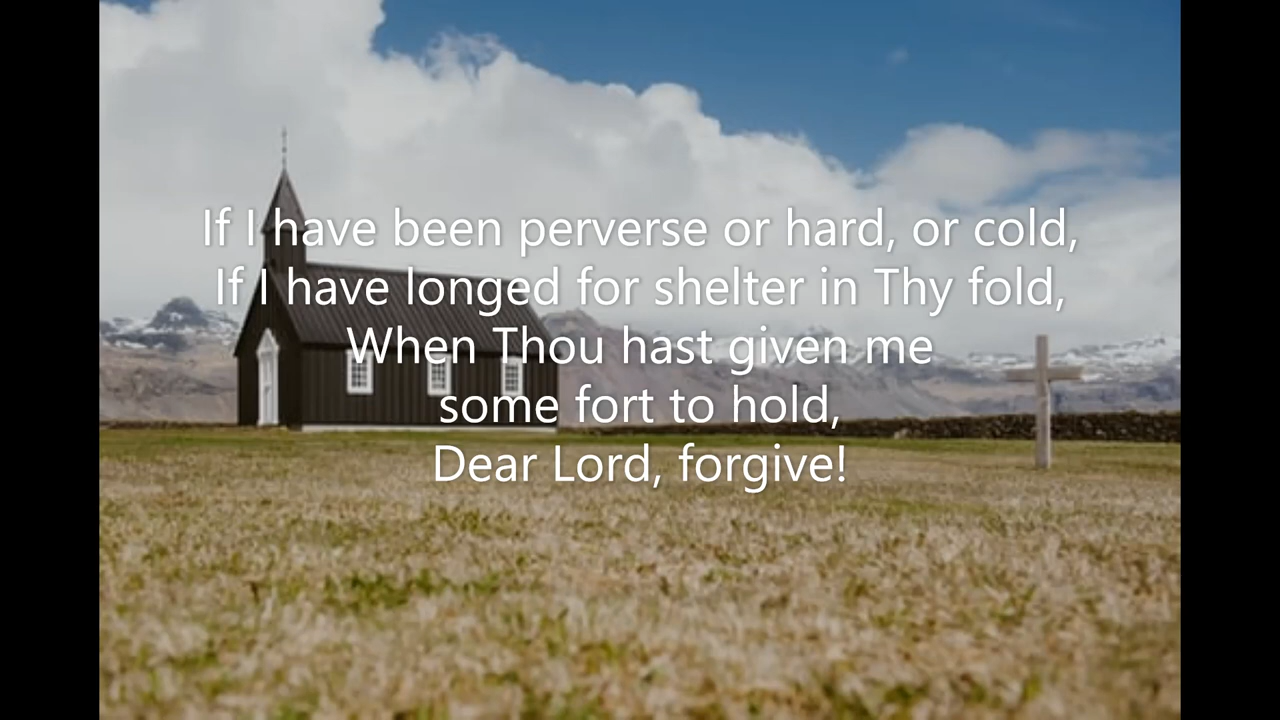 If I have been perverse or hard, or cold,
If I have longed for shelter in Thy fold,
When Thou hast given me
some fort to hold,
Dear Lord, forgive!